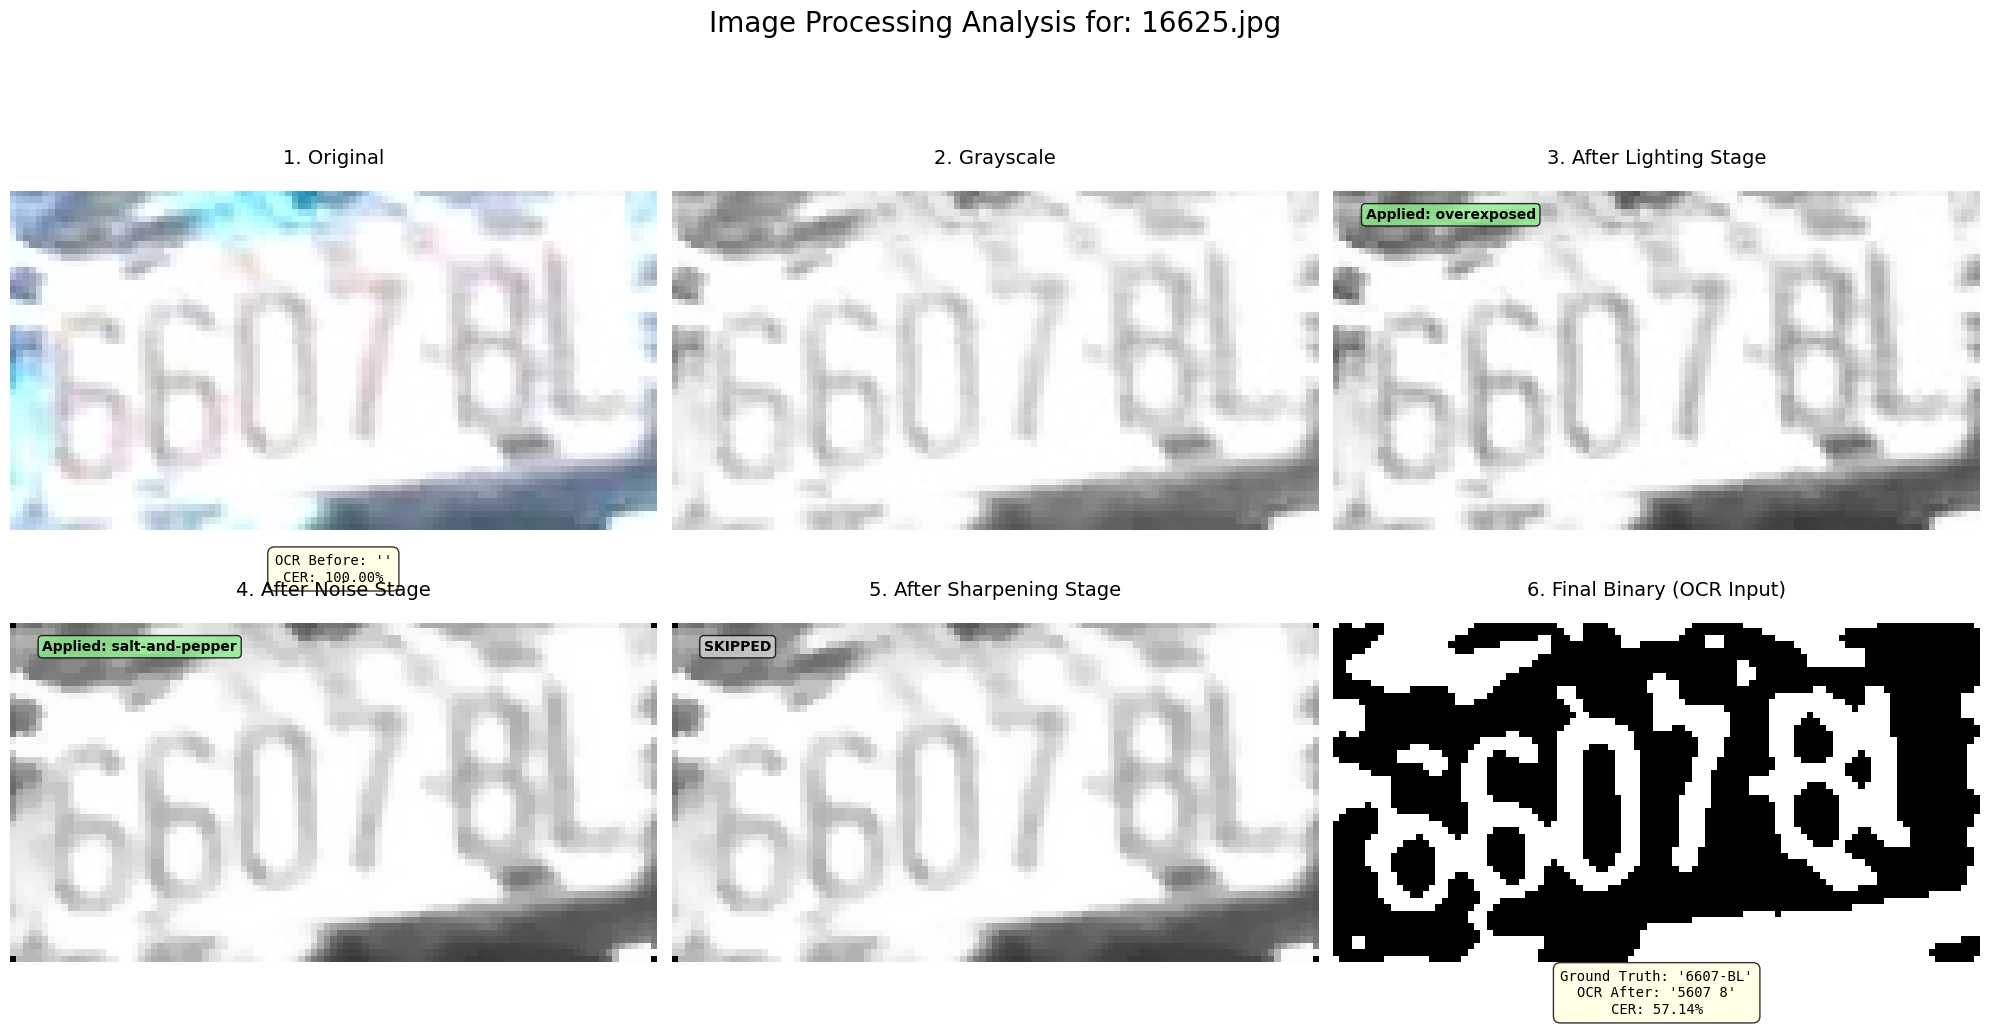 Image Processing Analysis for: 16625.jpg
1. Original
2. Grayscale
3. After Lighting Stage
6607 BL
6607 BL
Applied: overexposed
6607 BL
OCR Before: ''
CER: 100.00%
4. After Noise Stage
5. After Sharpening Stage
6. Final Binary (OCR Input)
Applied: salt-and-pepper
6607 BL
SKIPPED
6607 BL
6607 BL
Ground Truth: '6607-BL'
OCR After: '5607 8'
CER: 57.14%